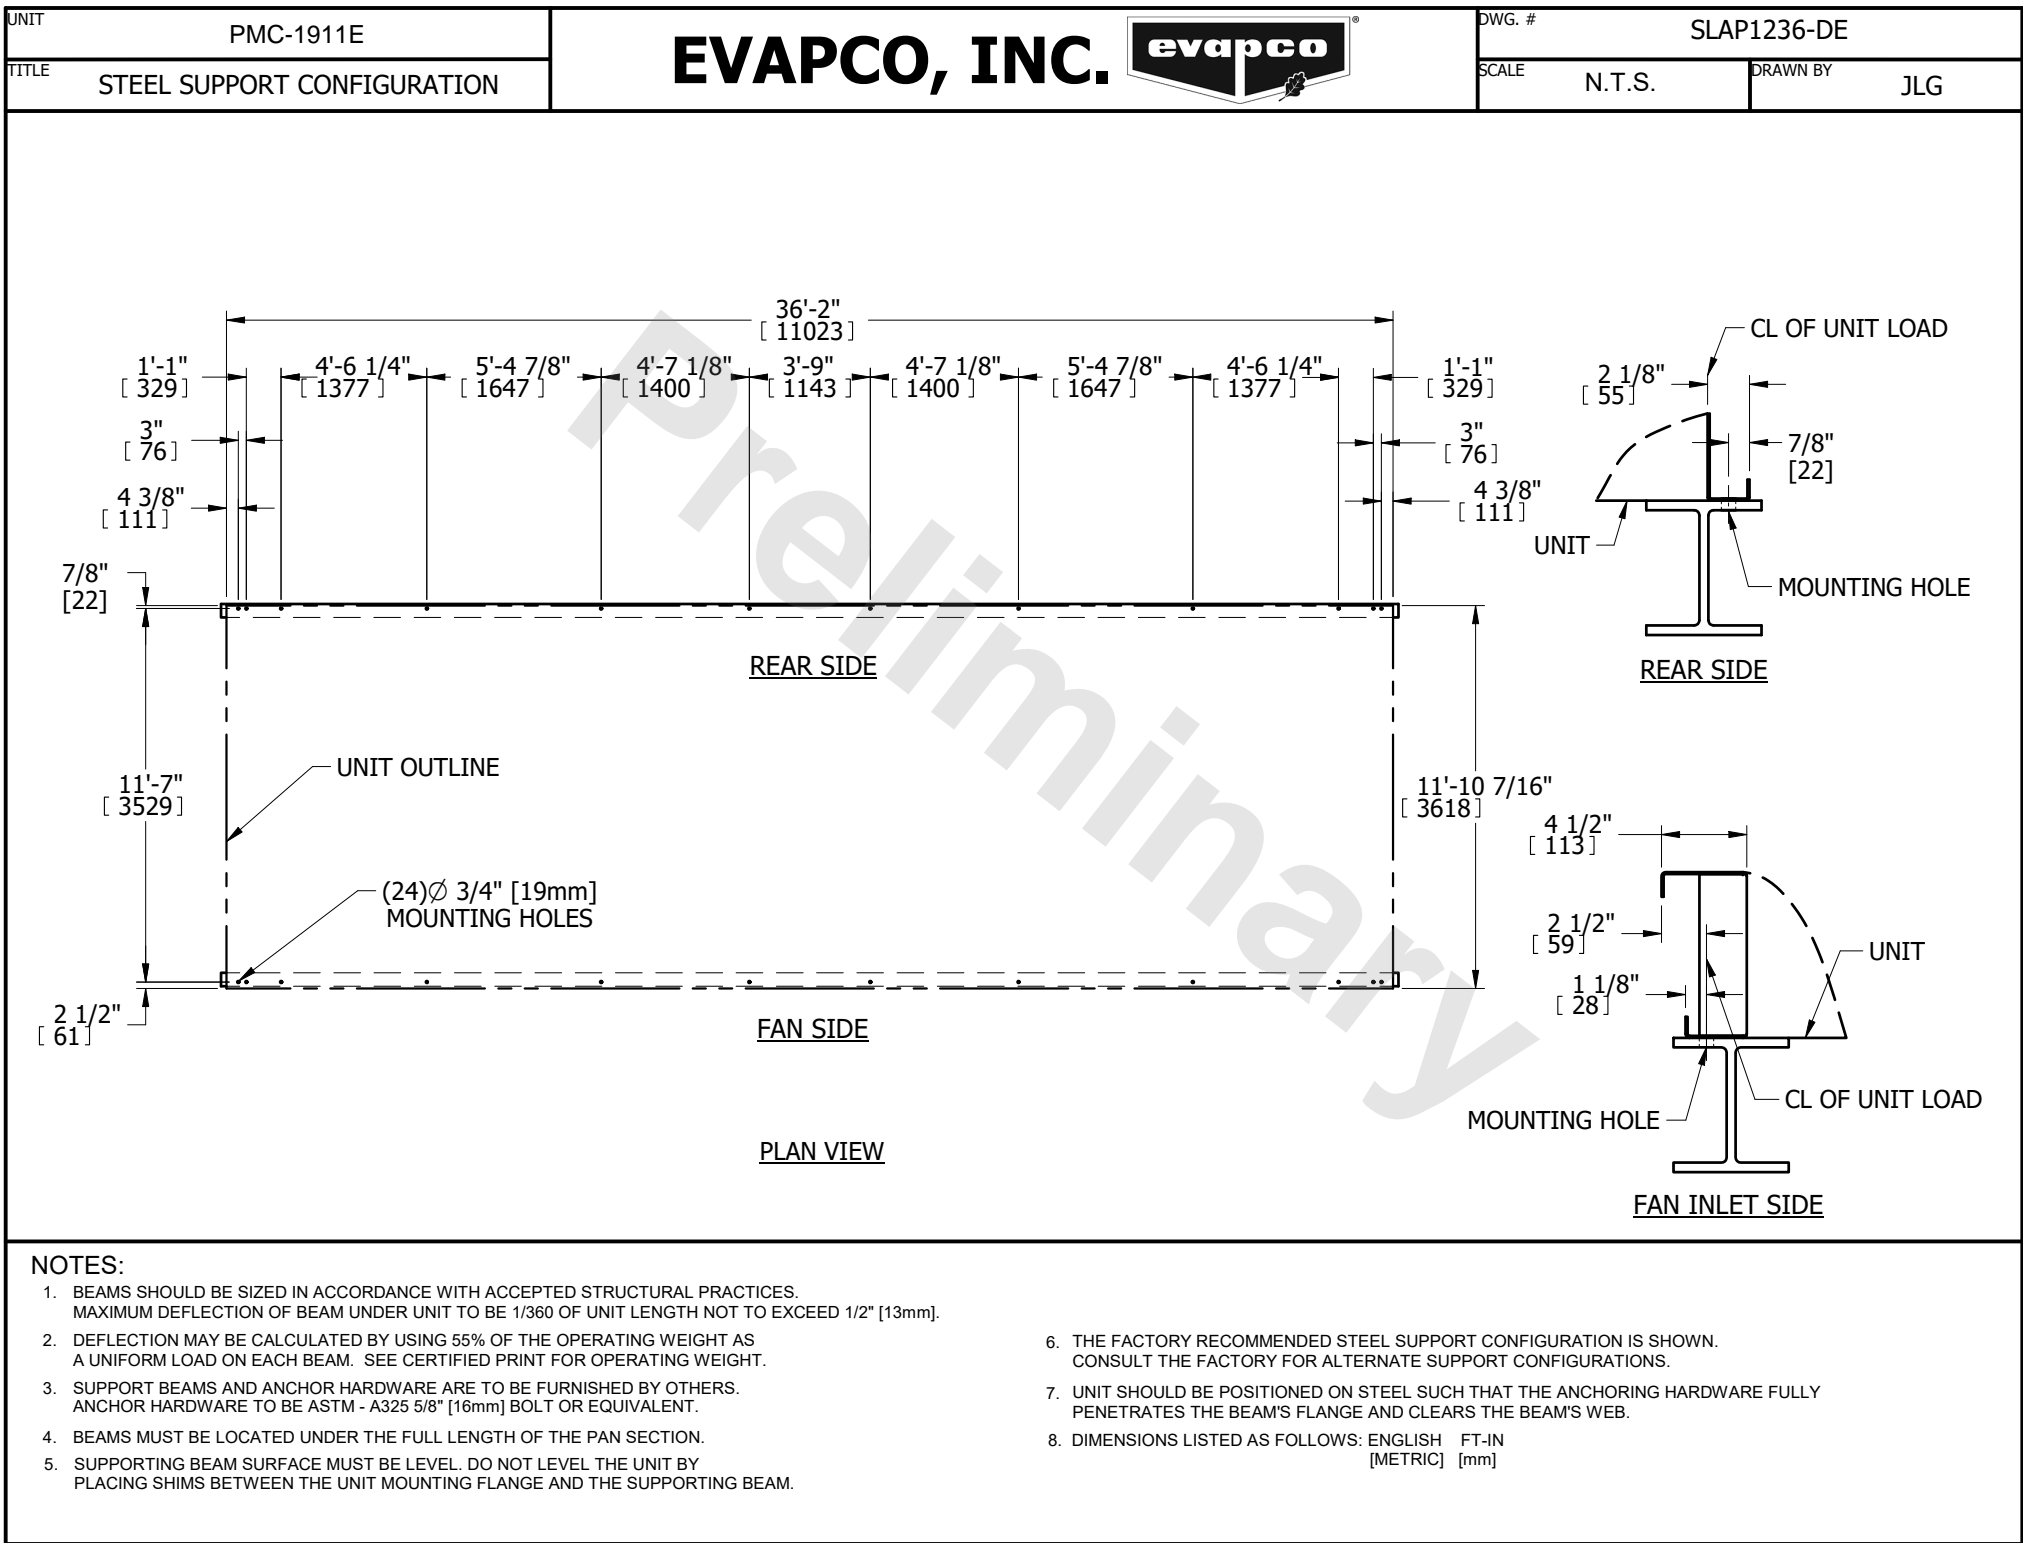 UNIT
PMC-1911E
TITLE
STEEL SUPPORT CONFIGURATION
EVAPCO, INC.
evapco
®
DWG. #
SLAP1236-DE
SCALE
N.T.S.
DRAWN BY
JLG
36'-2"
[ 11023]
1'-1"
[ 329]
4'-6 1/4"
[ 1377 ]
5'-4 7/8"
[ 1647 ]
4'-7 1/8"
[ 1400 ]
3'-9"
[ 1143 ]
4'-7 1/8"
[ 1400 ]
5'-4 7/8"
[ 1647 ]
4'-6 1/4"
[ 1377 ]
1'-1"
[ 329]
3"
[ 76]
3"
[ 76]
4 3/8"
[ 111]
4 3/8"
[ 111]
7/8"
[22]
REAR SIDE
UNIT OUTLINE
11'-7"
[ 3529]
11'-10 7/16"
[ 3618]
(24)Ø 3/4" [19mm]
MOUNTING HOLES
2 1/2"
[ 61]
FAN SIDE
PLAN VIEW
Preliminary
CL OF UNIT LOAD
2 1/8"
[ 55]
7/8"
[22]
UNIT
MOUNTING HOLE
REAR SIDE
4 1/2"
[ 113]
2 1/2"
[ 59]
UNIT
1 1/8"
[ 28]
CL OF UNIT LOAD
MOUNTING HOLE
FAN INLET SIDE
NOTES:
1. BEAMS SHOULD BE SIZED IN ACCORDANCE WITH ACCEPTED STRUCTURAL PRACTICES.
MAXIMUM DEFLECTION OF BEAM UNDER UNIT TO BE 1/360 OF UNIT LENGTH NOT TO EXCEED 1/2" [13mm].
2. DEFLECTION MAY BE CALCULATED BY USING 55% OF THE OPERATING WEIGHT AS
A UNIFORM LOAD ON EACH BEAM. SEE CERTIFIED PRINT FOR OPERATING WEIGHT.
3. SUPPORT BEAMS AND ANCHOR HARDWARE ARE TO BE FURNISHED BY OTHERS.
ANCHOR HARDWARE TO BE ASTM - A325 5/8" [16mm] BOLT OR EQUIVALENT.
4. BEAMS MUST BE LOCATED UNDER THE FULL LENGTH OF THE PAN SECTION.
5. SUPPORTING BEAM SURFACE MUST BE LEVEL. DO NOT LEVEL THE UNIT BY
PLACING SHIMS BETWEEN THE UNIT MOUNTING FLANGE AND THE SUPPORTING BEAM.
6. THE FACTORY RECOMMENDED STEEL SUPPORT CONFIGURATION IS SHOWN.
CONSULT THE FACTORY FOR ALTERNATE SUPPORT CONFIGURATIONS.
7. UNIT SHOULD BE POSITIONED ON STEEL SUCH THAT THE ANCHORING HARDWARE FULLY
PENETRATES THE BEAM'S FLANGE AND CLEARS THE BEAM'S WEB.
8. DIMENSIONS LISTED AS FOLLOWS: ENGLISH FT-IN
[METRIC] [mm]